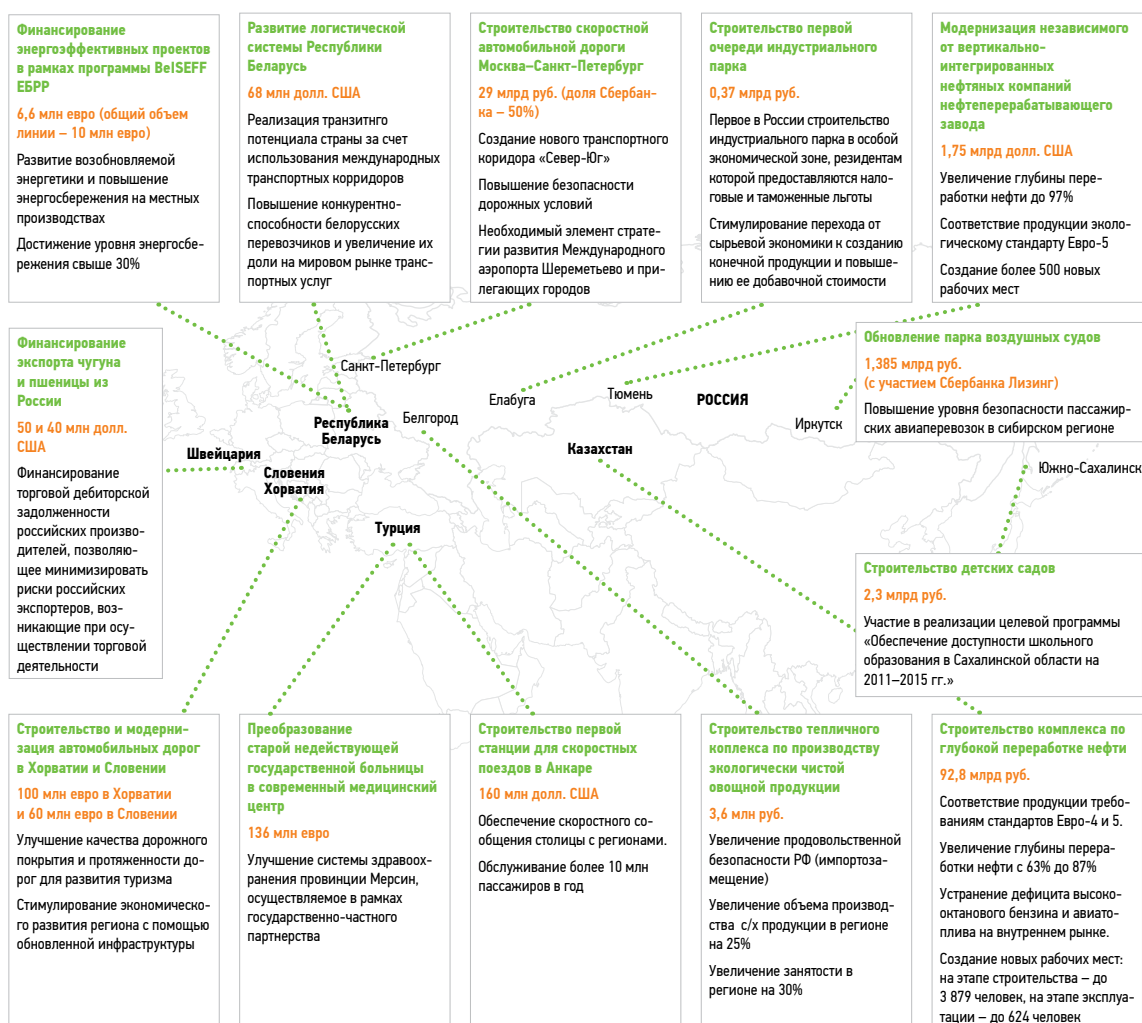 Финансирование
энергоэффективных проектов
в рамках программы BelSEFF
ЕБРР
6,6 млн евро (общий объем
линии – 10 млн евро)
Развитие возобновляемой
энергетики и повышение
энергосбережения на местных
производствах
Достижение уровня энергосбе-
режения свыше 30%
Развитие логистической
системы Республики
Беларусь
68 млн долл. США
Реализация транзитнго
потенциала страны за счет
использования международных
транспортных корридоров
Повышение конкурентно-
способности белорусских
перевозчиков и увеличение их
доли на мировом рынке транс-
портных услуг
Строительство скоростной
автомобильной дороги
Москва–Санкт-Петербург
29 млрд руб. (доля Сбербан-
ка – 50%)
Создание нового транспортного
коридора «Север-Юг»
Повышение безопасности
дорожных условий
Необходимый элемент страте-
гии развития Международного
аэропорта Шереметьево и при-
легающих городов
Строительство первой
очереди индустриального
парка
0,37 млрд руб.
Первое в России строительство
индустриального парка в особой
экономической зоне, резидентам
которой предоставляются нало-
говые и таможенные льготы
Стимулирование перехода от
сырьевой экономики к созданию
конечной продукции и повыше-
нию ее добавочной стоимости
Модернизация независимого
от вертикально-
интегрированных
нефтяных компаний
нефтеперерабатывающего
завода
1,75 млрд долл. США
Увеличение глубины пере-
работки нефти до 97%
Соответствие продукции эколо-
гическому стандарту Евро-5
Создание более 500 новых
рабочих мест
Финансирование
экспорта чугуна
и пшеницы из
России
50 и 40 млн долл.
США
Финансирование
торговой дебиторской
задолженности
российских произво-
дителей, позволяю-
щее минимизировать
риски российских
экспортеров, воз-
никающие при осу-
ществлении торговой
деятельности
Санкт-Петербург
Республика
Беларусь
Белгород
Швейцария
Словения
Хорватия
Турция
Елабуга
Тюмень
РОССИЯ
Иркутск
Казахстан
Южно-Сахалинск
Обновление парка воздушных судов
1,385 млрд руб.
(с участием Сбербанка Лизинг)
Повышение уровня безопасности пассажир-
ских авиаперевозок в сибирском регионе
Строительство детских садов
2,3 млрд руб.
Участие в реализации целевой программы
«Обеспечение доступности школьного
образования в Сахалинской области на
2011–2015 гг.»
Строительство и модерни-
зация автомобильных дорог
в Хорватии и Словении
100 млн евро в Хорватии
и 60 млн евро в Словении
Улучшение качества дорожного
покрытия и протяженности до-
рог для развития туризма
Стимулирование экономическо-
го развития региона с помощью
обновленной инфраструктуры
Преобразование
старой недействующей
государственной больницы
в современный медицинский
центр
136 млн евро
Улучшение системы здравоох-
ранения провинции Мерсин,
осуществляемое в рамках
государственно-частного
партнерства
Строительство первой
станции для скоростных
поездов в Анкаре
160 млн долл. США
Обеспечение скоростного со-
общения столицы с регионами.
Обслуживание более 10 млн
пассажиров в год
Строительство тепличного
коплекса по производству
экологически чистой
овощной продукции
3,6 млн руб.
Увеличение продовольственной
безопасности РФ (импортоза-
мещение)
Увеличение объема производ-
ства с/х продукции в регионе
на 25%
Увеличение занятости в
регионе на 30%
Строительство комплекса по
глубокой переработке нефти
92,8 млрд руб.
Соответствие продукции требо-
ваниям стандартов Евро-4 и 5.
Увеличение глубины перера-
ботки нефти с 63% до 87%
Устранение дефицита высоко-
октанового бензина и авиато-
плива на внутреннем рынке.
Создание новых рабочих мест:
на этапе строительства – до
3 879 человек, на этапе эксплуа-
тации – до 624 человек